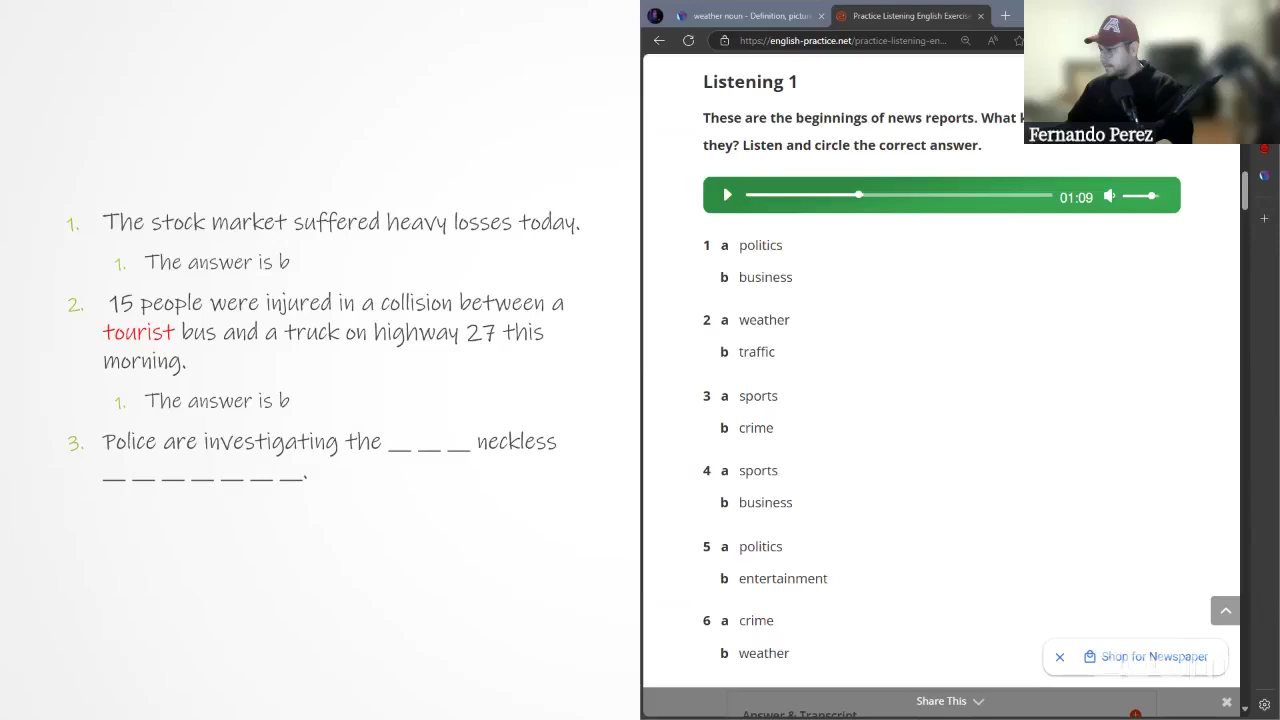 1. The stock market suffered heavy losses today.
1. The answer is b
2. 15 people were injured in a collision between a
tourist bus and a truck on highway 27 this
morning.
1. The answer is b
3. Police are investigating the __ __ __ neckless
__ __ __ __ __ __ __.
weather noun - Definition, pictur
Practice Listening English Exercis
https://english-practice.net/practice-listening-en...
Fernando Perez
Listening 1
These are the beginnings of news reports. What
they? Listen and circle the correct answer.
01:09
1 a politics
b business
2 a weather
b traffic
3 a sports
b crime
4 a sports
b business
5 a politics
b entertainment
6 a crime
b weather
Shop for Newspaper
Share This
Answer & Transcript